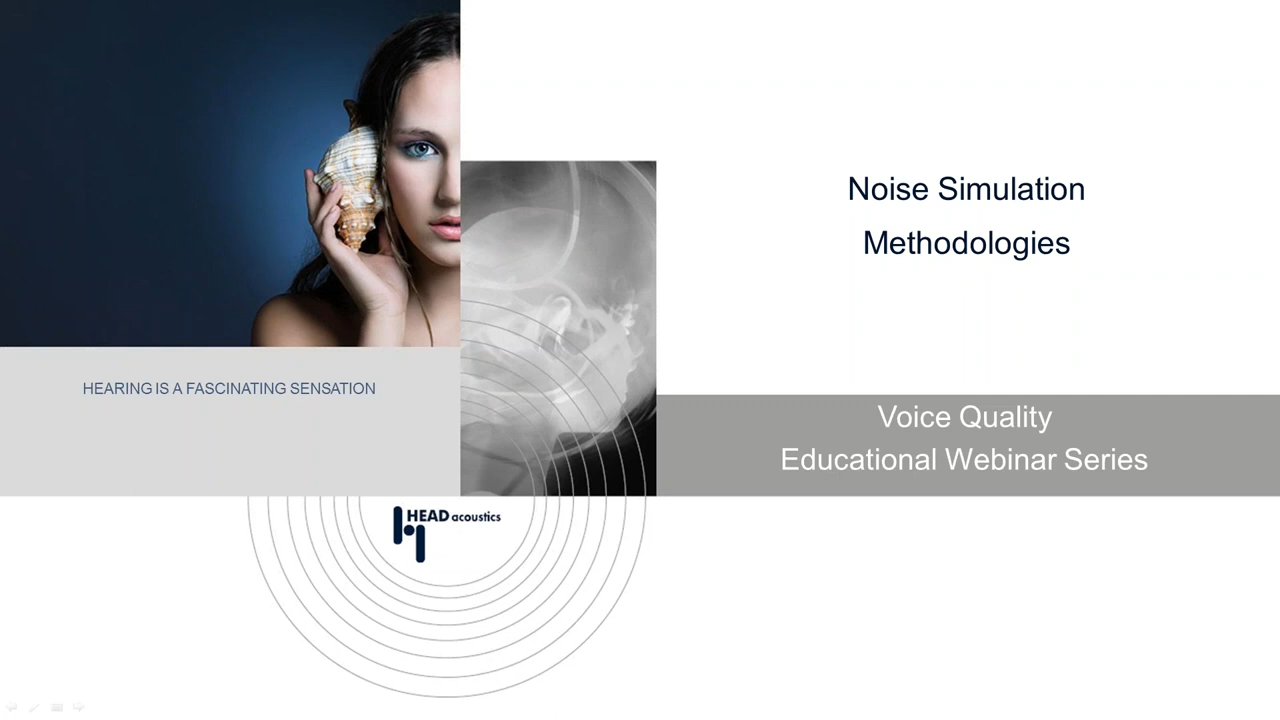 Noise Simulation
Methodologies
HEARING IS A FASCINATING SENSATION
Voice Quality
Educational Webinar Series
HEAD acoustics